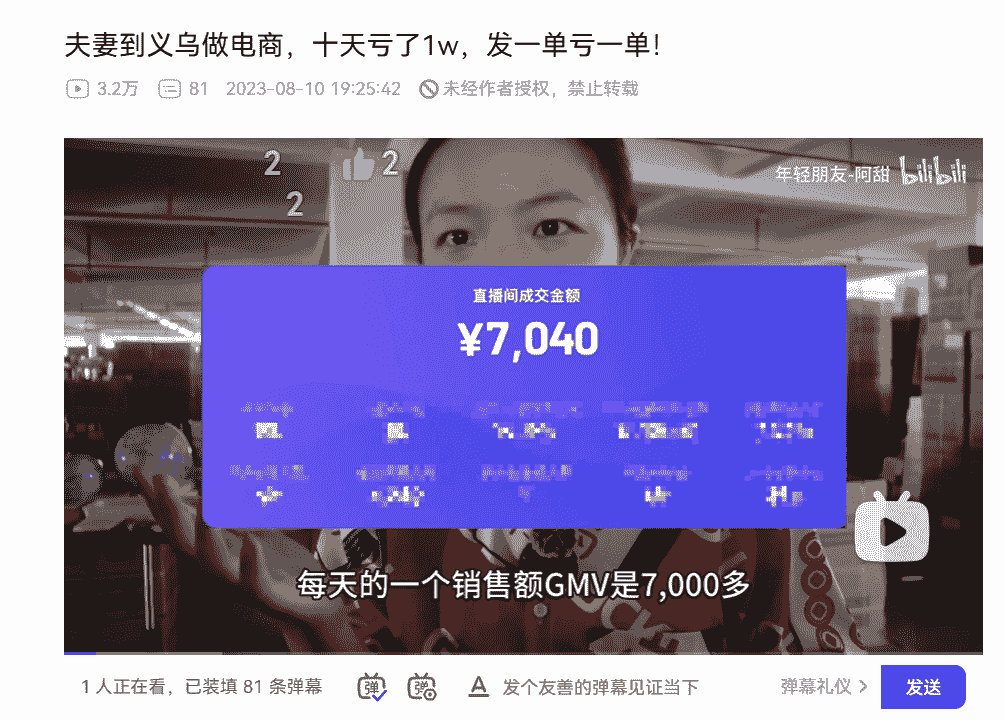 夫妻到义乌做电商，十天亏了1w，发一单亏一单！
3.2万 81 2023-08-10 19:25:42 未经作者授权，禁止转载
2 2
2
年轻朋友-阿甜 bilibili
直播间成交金额
¥7,040
每天的一个销售额GMV是7,000多
1 人正在看，已装填 81 条弹幕 弹 弹 A 发个友善的弹幕见证当下 弹幕礼仪 > 发送